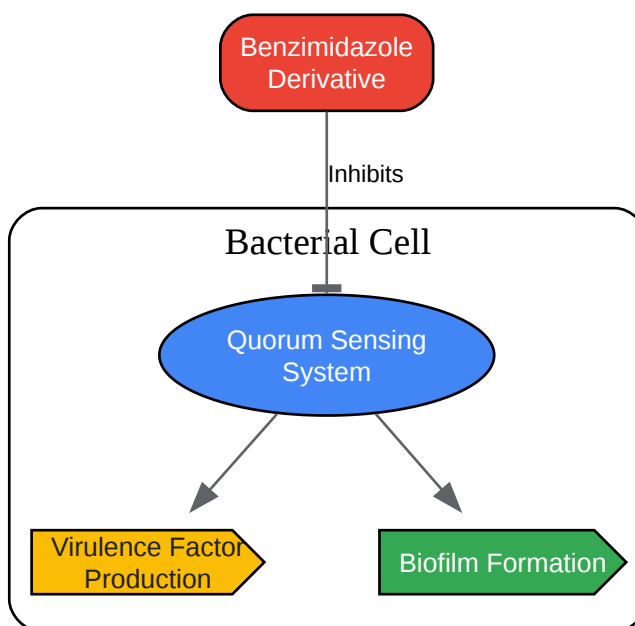 Benzimidazole
Derivative
Inhibits
Bacterial Cell
Quorum Sensing
System
Virulence Factor
Production
Biofilm Formation